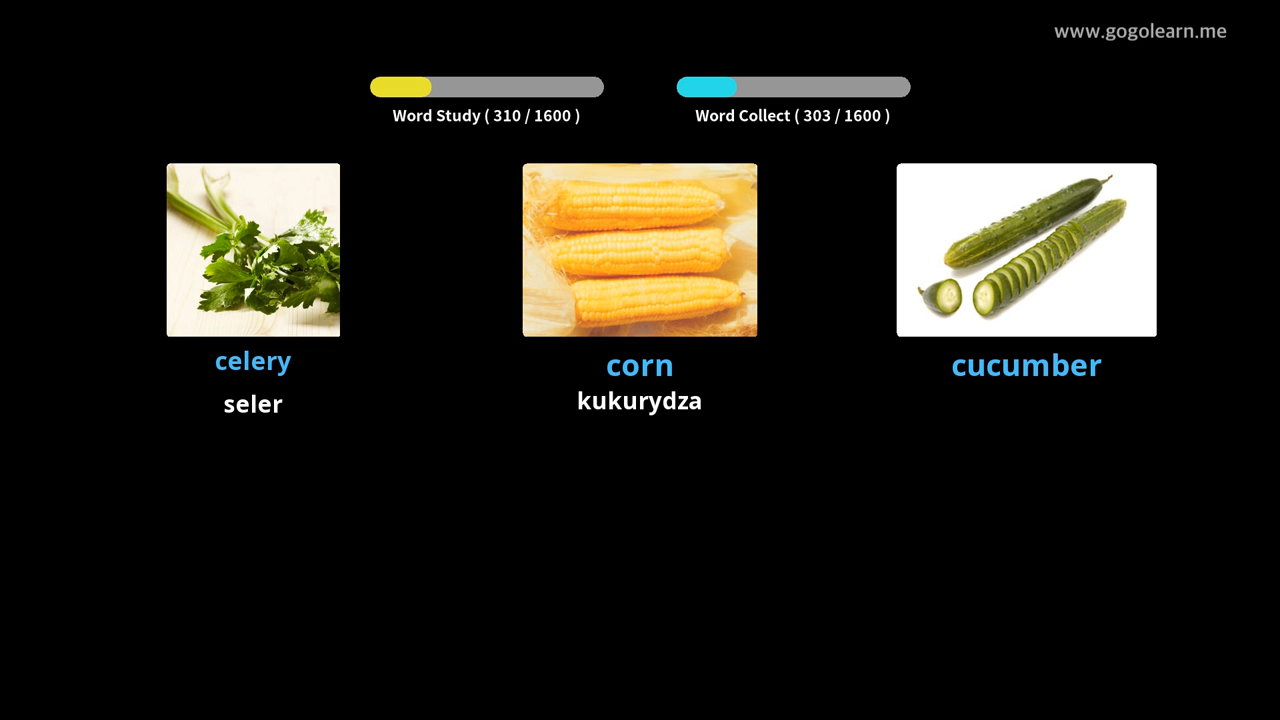 www.gogolearn.me
Word Study ( 310 / 1600 )
Word Collect ( 303 / 1600 )
celery
seler
corn
kukurydza
cucumber